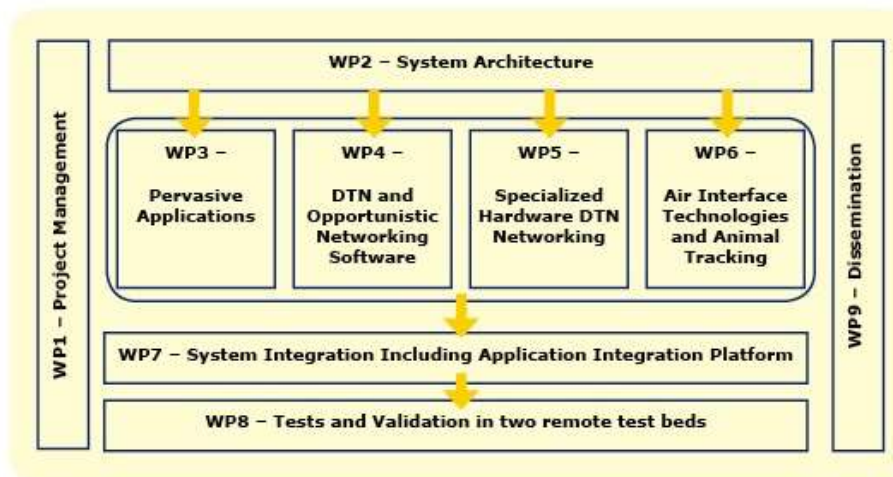 WP1 – Project Management
WP2 – System Architecture
WP3 –
Pervasive
Applications
WP4 –
DTN and
Opportunistic
Networking
Software
WP5 –
Specialized
Hardware DTN
Networking
WP6 –
Air Interface
Technologies
and Animal
Tracking
WP7 – System Integration Including Application Integration Platform
WP8 – Tests and Validation in two remote test beds
WP9 – Dissemination